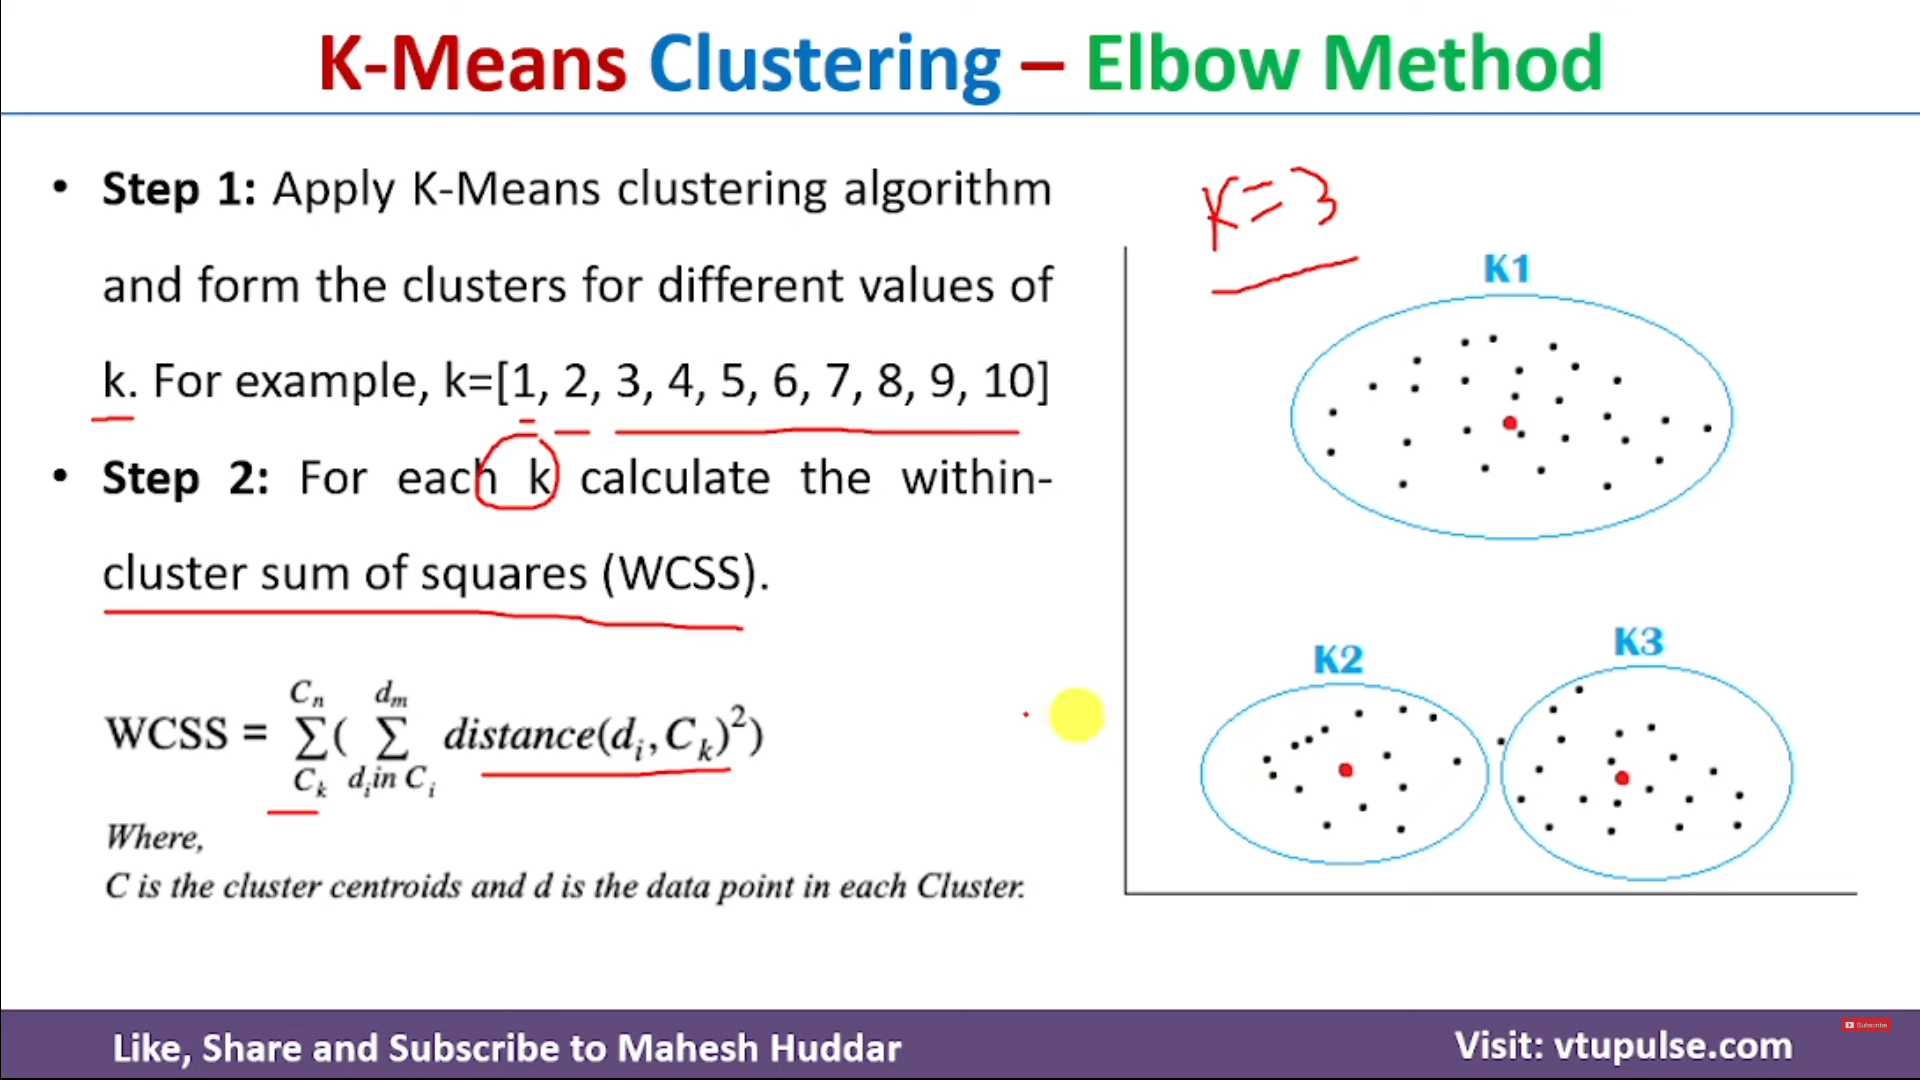 K-Means Clustering – Elbow Method
• Step 1: Apply K-Means clustering algorithm
and form the clusters for different values of
k. For example, k=[1, 2, 3, 4, 5, 6, 7, 8, 9, 10]
• Step 2: For each k calculate the within-
cluster sum of squares (WCSS).
WCSS = ∑_{C_k}^{C_n}( ∑_{d_i in C_i}^{d_m} distance(d_i, C_k)^2)
Where,
C is the cluster centroids and d is the data point in each Cluster.
K=3
K1
K2
K3
Like, Share and Subscribe to Mahesh Huddar
Visit: vtupulse.com
Subscribe